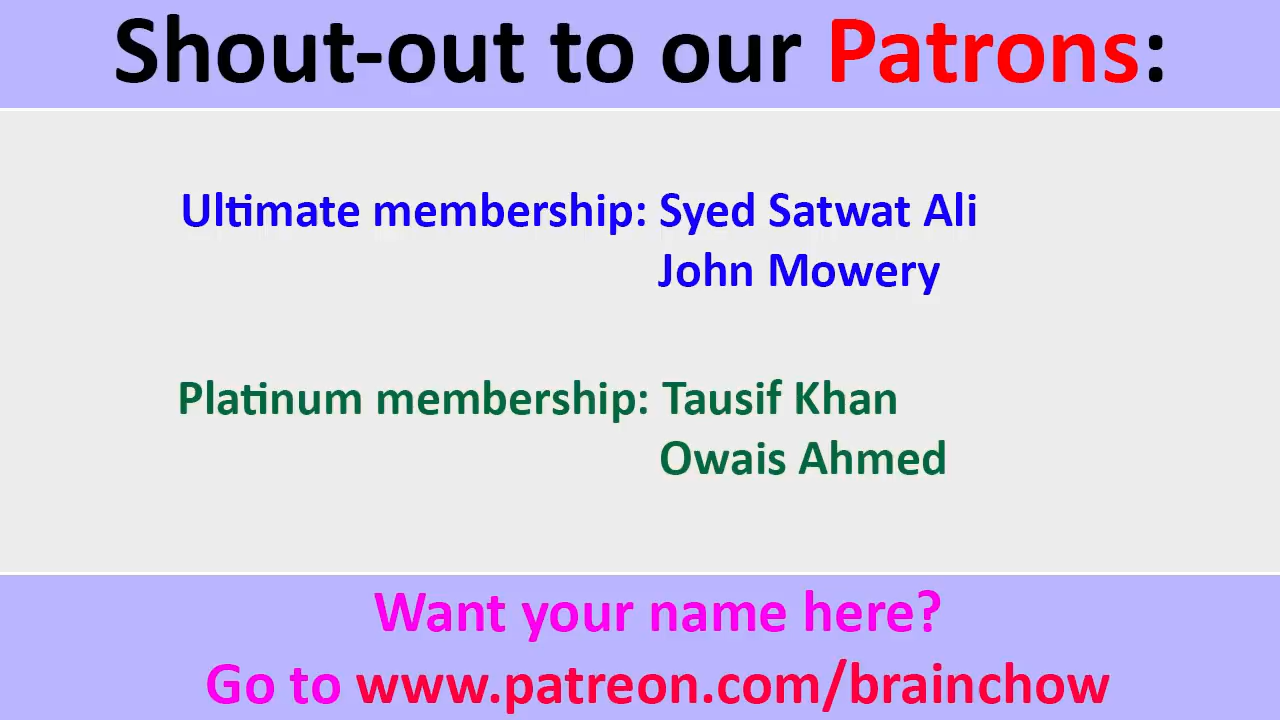 Shout-out to our Patrons:
Ultimate membership: Syed Satwat Ali
John Mowery
Platinum membership: Tausif Khan
Owais Ahmed
Want your name here?
Go to www.patreon.com/brainchow